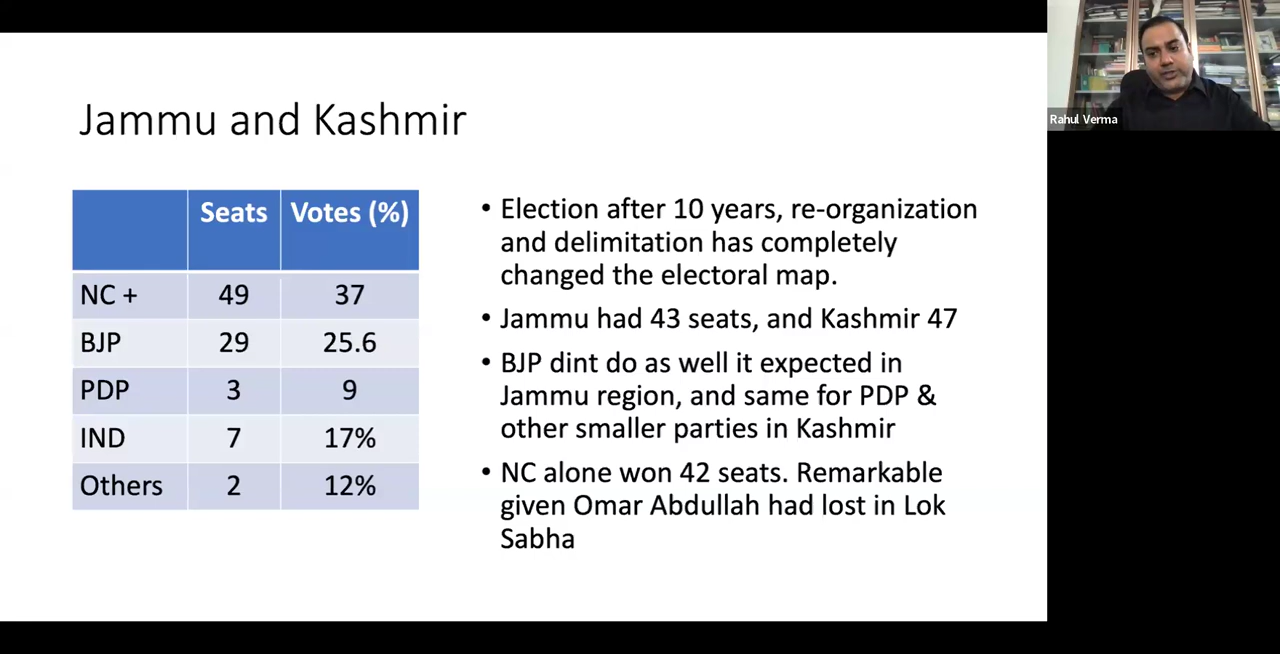 Jammu and Kashmir
Seats Votes (%)
NC + 49 37
BJP 29 25.6
PDP 3 9
IND 7 17%
Others 2 12%
• Election after 10 years, re-organization
and delimitation has completely
changed the electoral map.
• Jammu had 43 seats, and Kashmir 47
• BJP dint do as well it expected in
Jammu region, and same for PDP &
other smaller parties in Kashmir
• NC alone won 42 seats. Remarkable
given Omar Abdullah had lost in Lok
Sabha
Rahul Verma